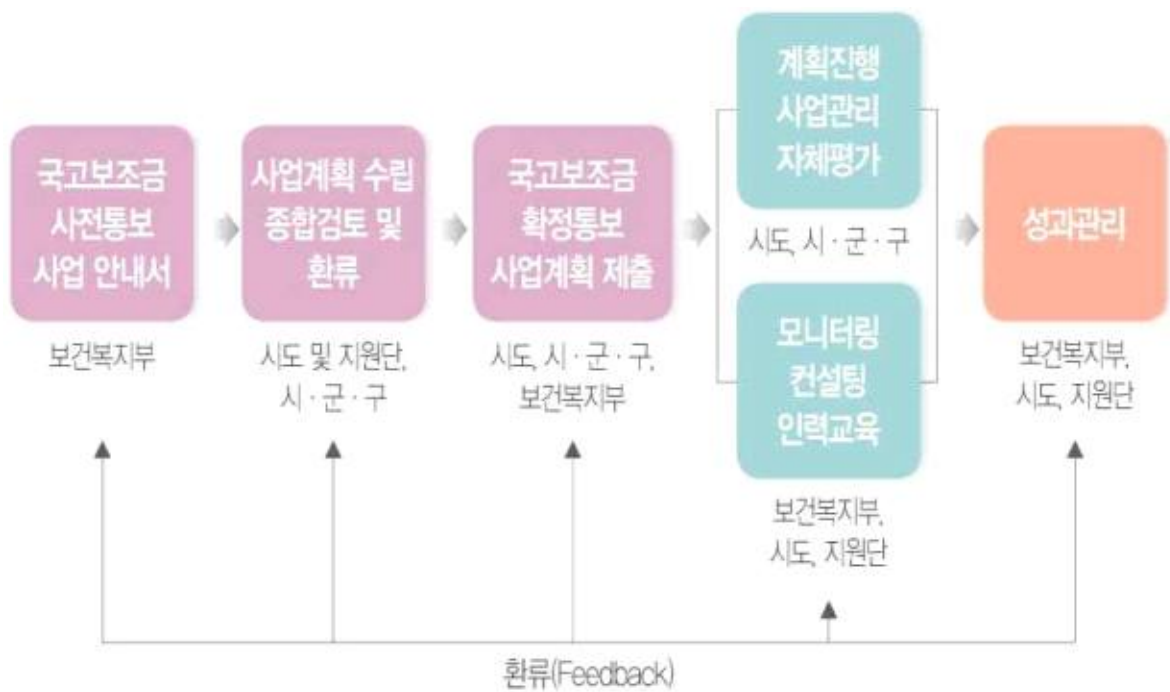 국고보조금
사전통보
사업 안내서
보건복지부
사업계획 수립
종합검토 및
환류
시도 및 지원단,
시·군·구
국고보조금
확정통보
사업계획 제출
시도, 시·군·구,
보건복지부
계획진행
사업관리
자체평가
시도, 시·군·구
모니터링
컨설팅
인력교육
보건복지부,
시도, 지원단
성과관리
보건복지부,
시도, 지원단
환류(Feedback)